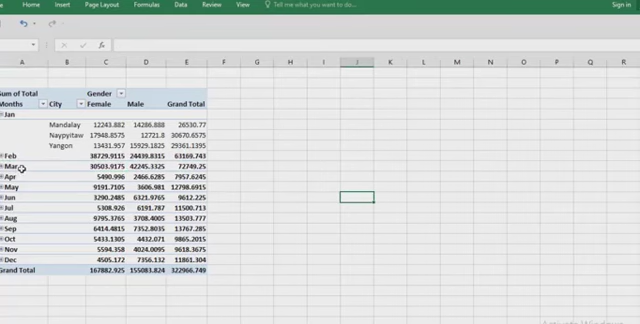 Home Insert Page Layout Formulas Data Review View Tell me what you want to do... Sign in
fx
A B C D E F G H I J K L M N O P Q R
Sum of Total Gender
Months City Female Male Grand Total
Jan
Mandalay 12243.882 14286.888 26530.77
Naypyitaw 17948.8575 12721.8 30670.6575
Yangon 13431.957 15929.1825 29361.1395
Feb 38729.9115 24439.8315 63169.743
Mar 30503.9175 42245.3325 72749.25
Apr 5490.996 2466.6285 7957.6245
May 9191.7105 3606.981 12798.6915
Jun 3290.2485 6321.9765 9612.225
Jul 5308.926 6191.787 11500.713
Aug 9795.3765 3708.4005 13503.777
Sep 6414.4815 7352.8035 13767.285
Oct 5433.1305 4432.071 9865.2015
Nov 5594.358 4024.0095 9618.3675
Dec 4505.172 7356.132 11861.304
Grand Total 167882.925 155083.824 322966.749